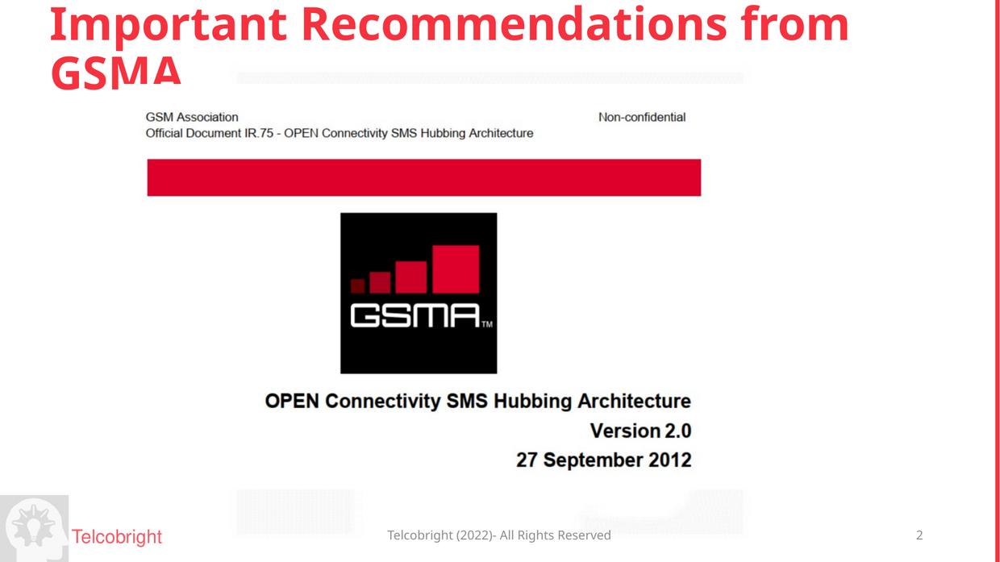 Important Recommendations from
GSMA
GSM Association
Non-confidential
Official Document IR.75 - OPEN Connectivity SMS Hubbing Architecture
GSMA™
OPEN Connectivity SMS Hubbing Architecture
Version 2.0
27 September 2012
Telcobright
Telcobright (2022)- All Rights Reserved
2